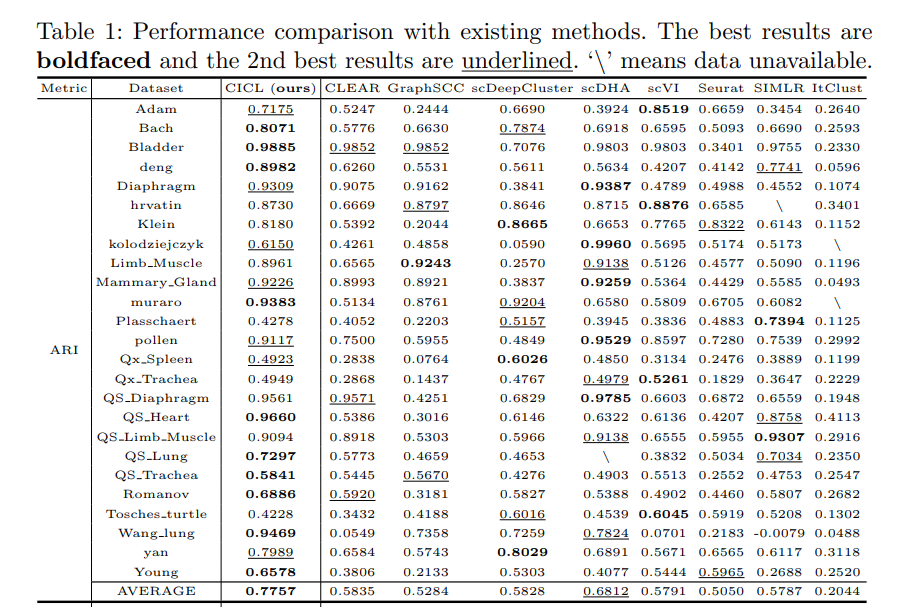 Table 1: Performance comparison with existing methods. The best results are
boldfaced and the 2nd best results are underlined. ‘\’ means data unavailable.
Metric Dataset CICL (ours) CLEAR GraphSCC scDeepCluster scDHA scVI Seurat SIMLR ItClust
Adam 0.7175 0.5247 0.2444 0.6690 0.3924 0.8519 0.6659 0.3454 0.2640
Bach 0.8071 0.5776 0.6630 0.7874 0.6918 0.6595 0.5093 0.6690 0.2593
Bladder 0.9885 0.9852 0.9852 0.7076 0.9803 0.9803 0.3401 0.9755 0.2330
deng 0.8982 0.6260 0.5531 0.5611 0.5634 0.4207 0.4142 0.7741 0.0596
Diaphragm 0.9309 0.9075 0.9162 0.3841 0.9387 0.4789 0.4988 0.4552 0.1074
hrvatin 0.8730 0.6669 0.8797 0.8646 0.8715 0.8876 0.6585 \ 0.3401
Klein 0.8180 0.5392 0.2044 0.8665 0.6653 0.7765 0.8322 0.6143 0.1152
kolodziejczyk 0.6150 0.4261 0.4858 0.0590 0.9960 0.5695 0.5174 0.5173 \
Limb_Muscle 0.8961 0.6565 0.9243 0.2570 0.9138 0.5126 0.4577 0.5090 0.1196
Mammary_Gland 0.9226 0.8993 0.8921 0.3837 0.9259 0.5364 0.4429 0.5585 0.0493
muraro 0.9383 0.5134 0.8761 0.9204 0.6580 0.5809 0.6705 0.6082 \
Plasschaert 0.4278 0.4052 0.2203 0.5157 0.3945 0.3836 0.4883 0.7394 0.1125
pollen 0.9117 0.7500 0.5955 0.4849 0.9529 0.8597 0.7280 0.7539 0.2992
ARI
Qx_Spleen 0.4923 0.2838 0.0764 0.6026 0.4850 0.3134 0.2476 0.3889 0.1199
Qx_Trachea 0.4949 0.2868 0.1437 0.4767 0.4979 0.5261 0.1829 0.3647 0.2229
QS_Diaphragm 0.9561 0.9571 0.4251 0.6829 0.9785 0.6603 0.6872 0.6559 0.1948
QS_Heart 0.9660 0.5386 0.3016 0.6146 0.6322 0.6136 0.4207 0.8758 0.4113
QS_Limb_Muscle 0.9094 0.8918 0.5303 0.5966 0.9138 0.6555 0.5955 0.9307 0.2916
QS_Lung 0.7297 0.5773 0.4659 0.4653 \ 0.3832 0.5034 0.7034 0.2350
QS_Trachea 0.5841 0.5445 0.5670 0.4276 0.4903 0.5513 0.2552 0.4753 0.2547
Romanov 0.6886 0.5920 0.3181 0.5827 0.5388 0.4902 0.4460 0.5807 0.2682
Tosches_turtle 0.4228 0.3432 0.4188 0.6016 0.4539 0.6045 0.5919 0.5208 0.1302
Wang_lung 0.9469 0.0549 0.7358 0.7259 0.7824 0.0701 0.2183 -0.0079 0.0488
yan 0.7989 0.6584 0.5743 0.8029 0.6891 0.5671 0.6565 0.6117 0.3118
Young 0.6578 0.3806 0.2133 0.5303 0.4077 0.5444 0.5965 0.2688 0.2520
AVERAGE 0.7757 0.5835 0.5284 0.5828 0.6812 0.5791 0.5050 0.5787 0.2044